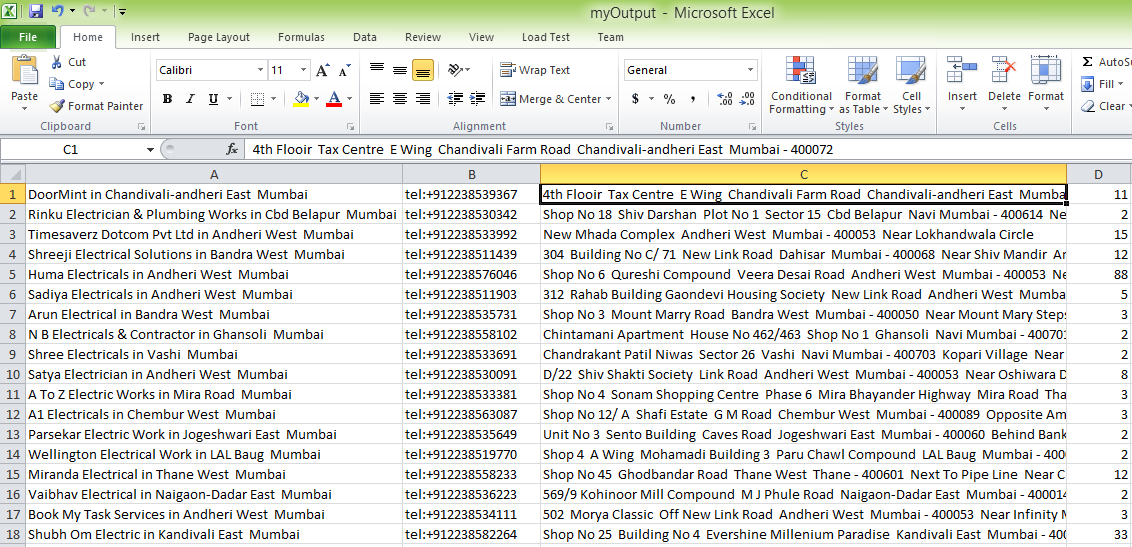 myOutput - Microsoft Excel
File Home Insert Page Layout Formulas Data Review View Load Test Team
Paste Cut Copy Format Painter Clipboard
Calibri 11 A A B I U A Font
Wrap Text Merge & Center Alignment
General $ % , .00 .0 Number
Conditional Formatting Format as Table Cell Styles Styles
Insert Delete Format Cells
Σ AutoS Fill Clear
C1 fx 4th Flooir Tax Centre E Wing Chandivali Farm Road Chandivali-andheri East Mumbai - 400072
A B C D
1 DoorMint in Chandivali-andheri East Mumbai tel:+912238539367 4th Flooir Tax Centre E Wing Chandivali Farm Road Chandivali-andheri East Mumba 11
2 Rinku Electrician & Plumbing Works in Cbd Belapur Mumbai tel:+912238530342 Shop No 18 Shiv Darshan Plot No 1 Sector 15 Cbd Belapur Navi Mumbai - 400614 Ne 2
3 Timesaverz Dotcom Pvt Ltd in Andheri West Mumbai tel:+912238533992 New Mhada Complex Andheri West Mumbai - 400053 Near Lokhandwala Circle 15
4 Shreeji Electrical Solutions in Bandra West Mumbai tel:+912238511439 304 Building No C/ 71 New Link Road Dahisar Mumbai - 400068 Near Shiv Mandir Ar 12
5 Huma Electricals in Andheri West Mumbai tel:+912238576046 Shop No 6 Qureshi Compound Veera Desai Road Andheri West Mumbai - 400053 Ne 88
6 Sadiya Electricals in Andheri West Mumbai tel:+912238511903 312 Rahab Building Gaondevi Housing Society New Link Road Andheri West Mumba 5
7 Arun Electrical in Bandra West Mumbai tel:+912238535731 Shop No 3 Mount Marry Road Bandra West Mumbai - 400050 Near Mount Mary Steps 3
8 N B Electricals & Contractor in Ghansoli Mumbai tel:+912238558102 Chintamani Apartment House No 462/463 Shop No 1 Ghansoli Navi Mumbai - 400701 2
9 Shree Electricals in Vashi Mumbai tel:+912238533691 Chandrakant Patil Niwas Sector 26 Vashi Navi Mumbai - 400703 Kopari Village Near 2
10 Satya Electrician in Andheri West Mumbai tel:+912238530091 D/22 Shiv Shakti Society Link Road Andheri West Mumbai - 400053 Near Oshiwara D 8
11 A To Z Electric Works in Mira Road Mumbai tel:+912238533381 Shop No 4 Sonam Shopping Centre Phase 6 Mira Bhayander Highway Mira Road Tha 3
12 A1 Electricals in Chembur West Mumbai tel:+912238563087 Shop No 12/ A Shafi Estate G M Road Chembur West Mumbai - 400089 Opposite Am 3
13 Parsekar Electric Work in Jogeshwari East Mumbai tel:+912238535649 Unit No 3 Sento Building Caves Road Jogeshwari East Mumbai - 400060 Behind Bank 2
14 Wellington Electrical Work in LAL Baug Mumbai tel:+912238519770 Shop 4 A Wing Mohamadi Building 3 Paru Chawl Compound LAL Baug Mumbai - 400 2
15 Miranda Electrical in Thane West Mumbai tel:+912238558233 Shop No 45 Ghodbandar Road Thane West Thane - 400601 Next To Pipe Line Near C 12
16 Vaibhav Electrical in Naigaon-Dadar East Mumbai tel:+912238536223 569/9 Kohinoor Mill Compound M J Phule Road Naigaon-Dadar East Mumbai - 400014 2
17 Book My Task Services in Andheri West Mumbai tel:+912238534111 502 Morya Classic Off New Link Road Andheri West Mumbai - 400053 Near Infinity M 3
18 Shubh Om Electric in Kandivali East Mumbai tel:+912238582264 Shop No 25 Building No 4 Evershine Millenium Paradise Kandivali East Mumbai - 400 33